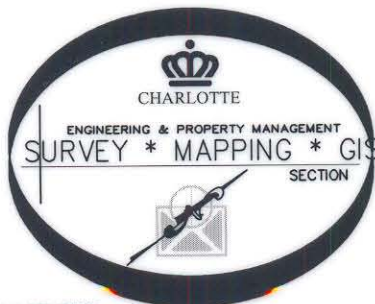 CHARLOTTE
ENGINEERING & PROPERTY MANAGEMENT
SURVEY * MAPPING * GIS
SECTION